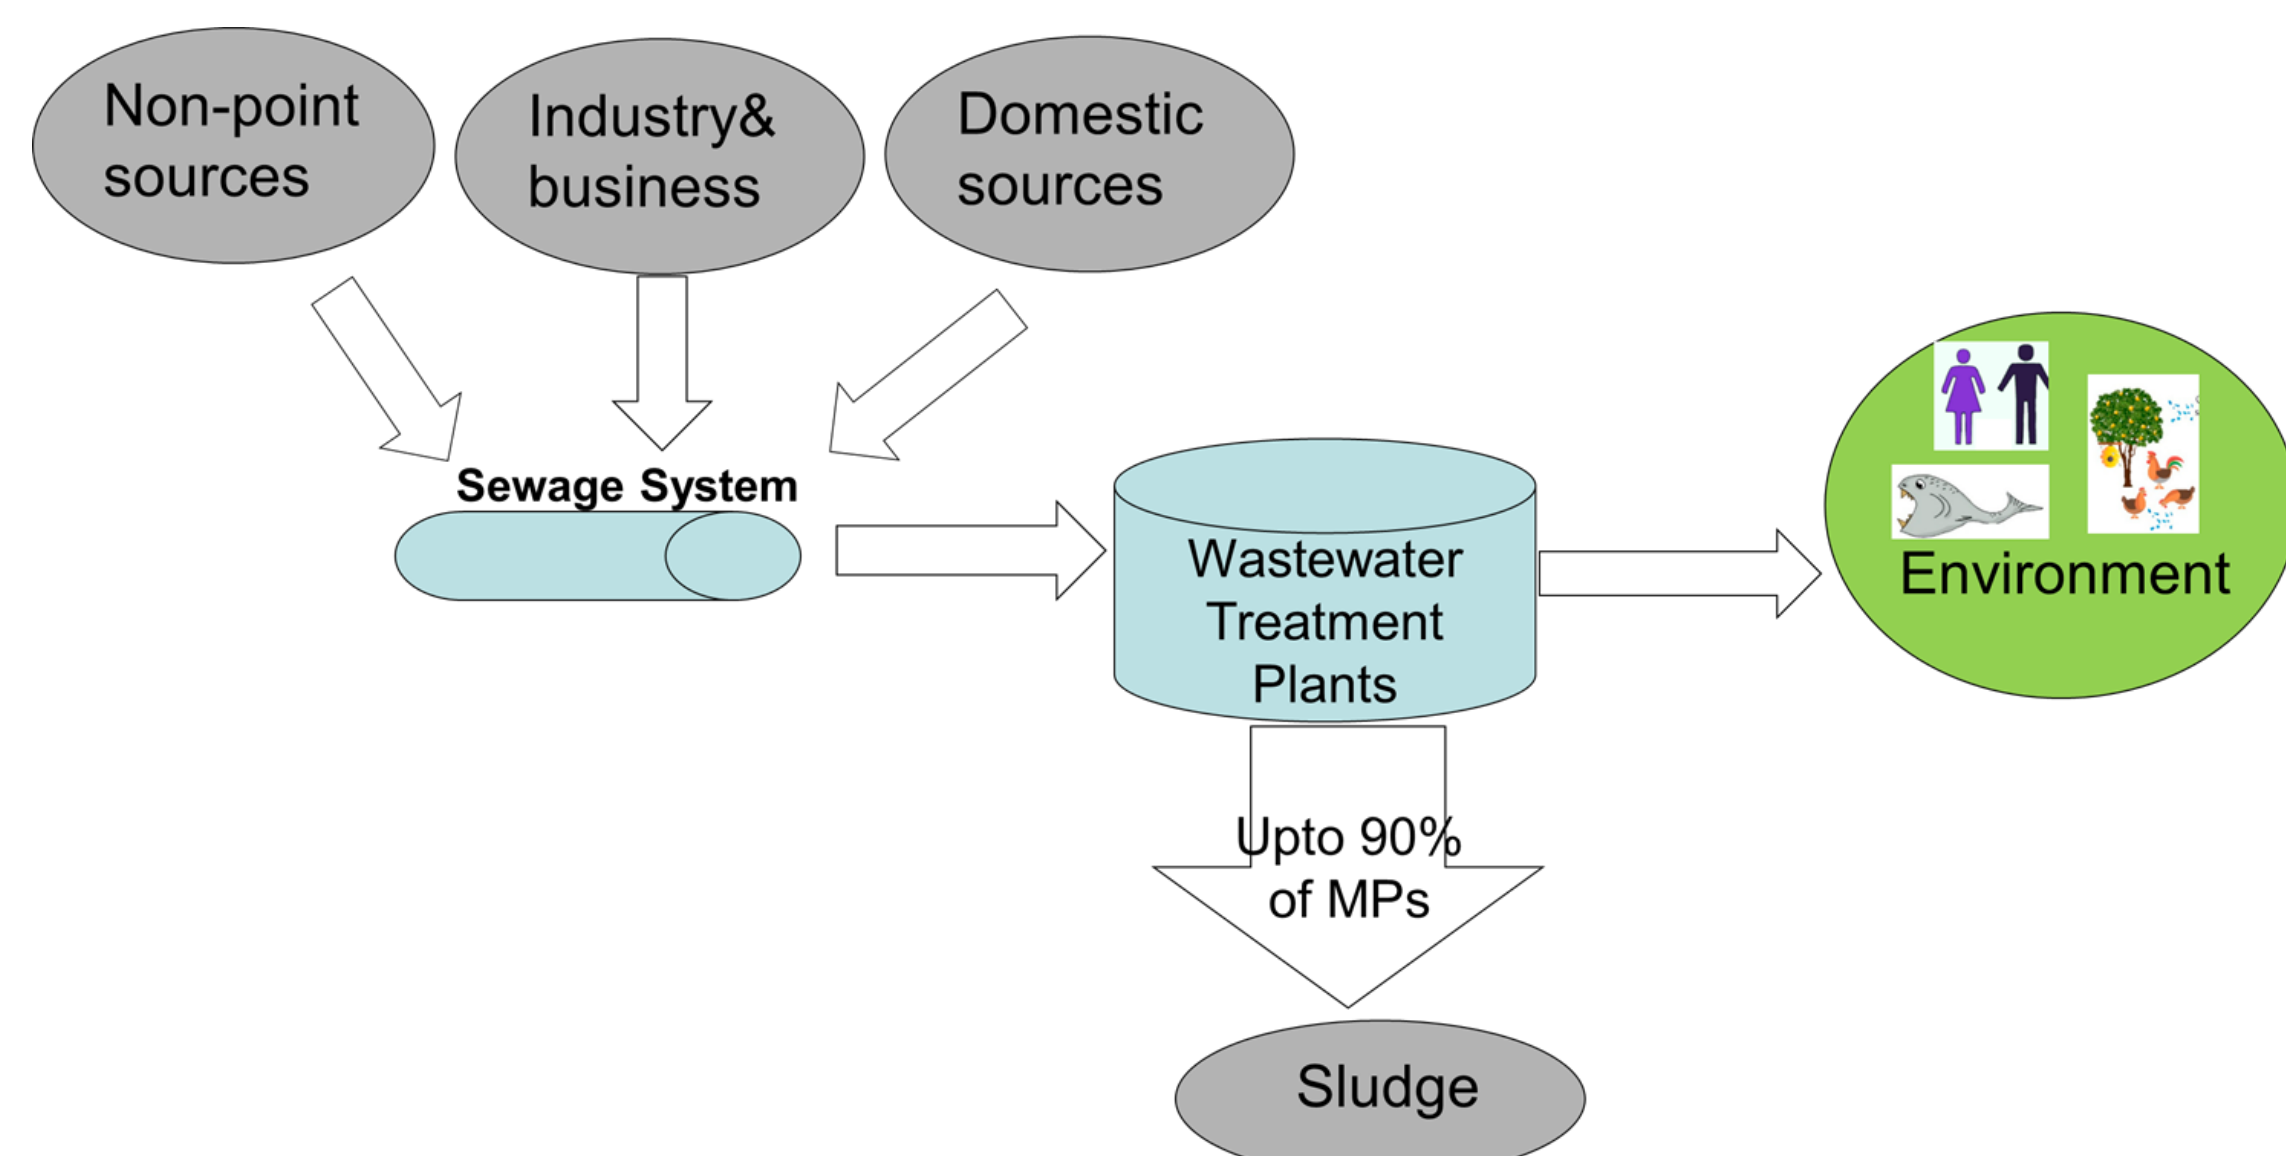 Non-point
sources
Industry&
business
Domestic
sources
Sewage System
Wastewater
Treatment
Plants
Environment
Upto 90%
of MPs
Sludge